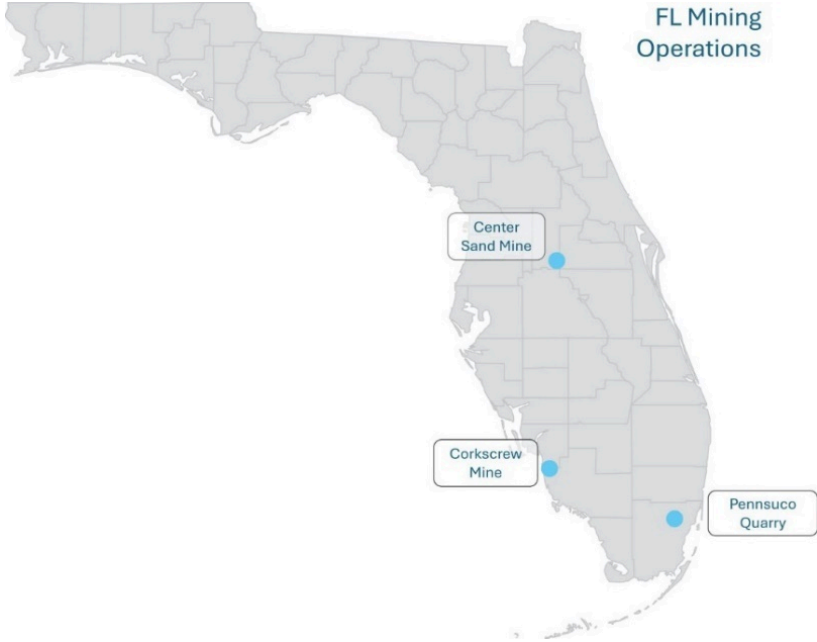 FL Mining
Operations
Center
Sand Mine
Corkscrew
Mine
Pennsuco
Quarry